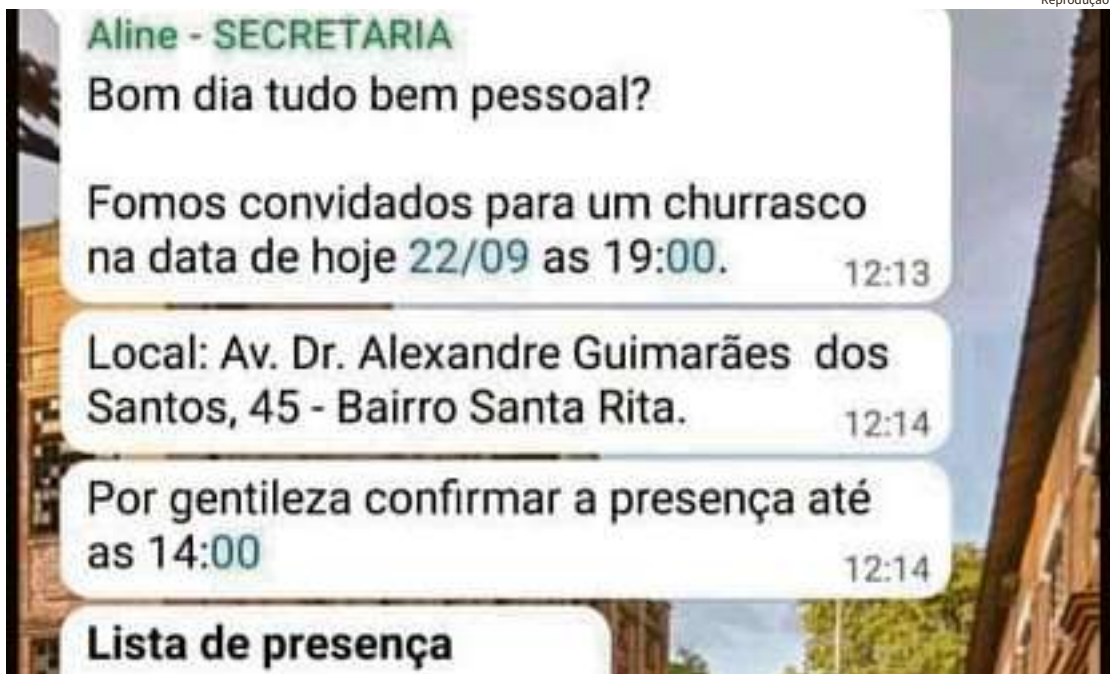 Reprodução
Aline - SECRETARIA
Bom dia tudo bem pessoal?
Fomos convidados para um churrasco
na data de hoje 22/09 as 19:00.
12:13
Local: Av. Dr. Alexandre Guimarães dos
Santos, 45 - Bairro Santa Rita.
12:14
Por gentileza confirmar a presença até
as 14:00
12:14
Lista de presença